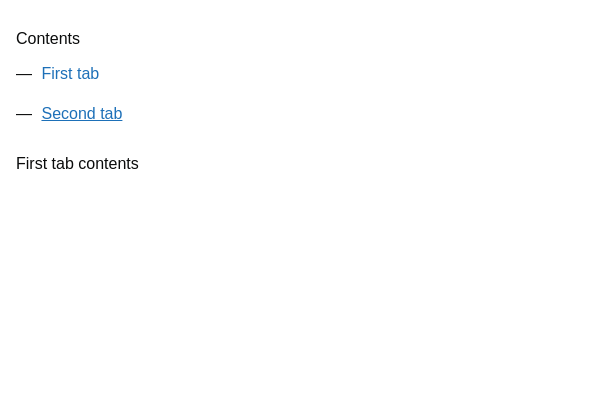 Contents
— First tab
— Second tab
First tab contents